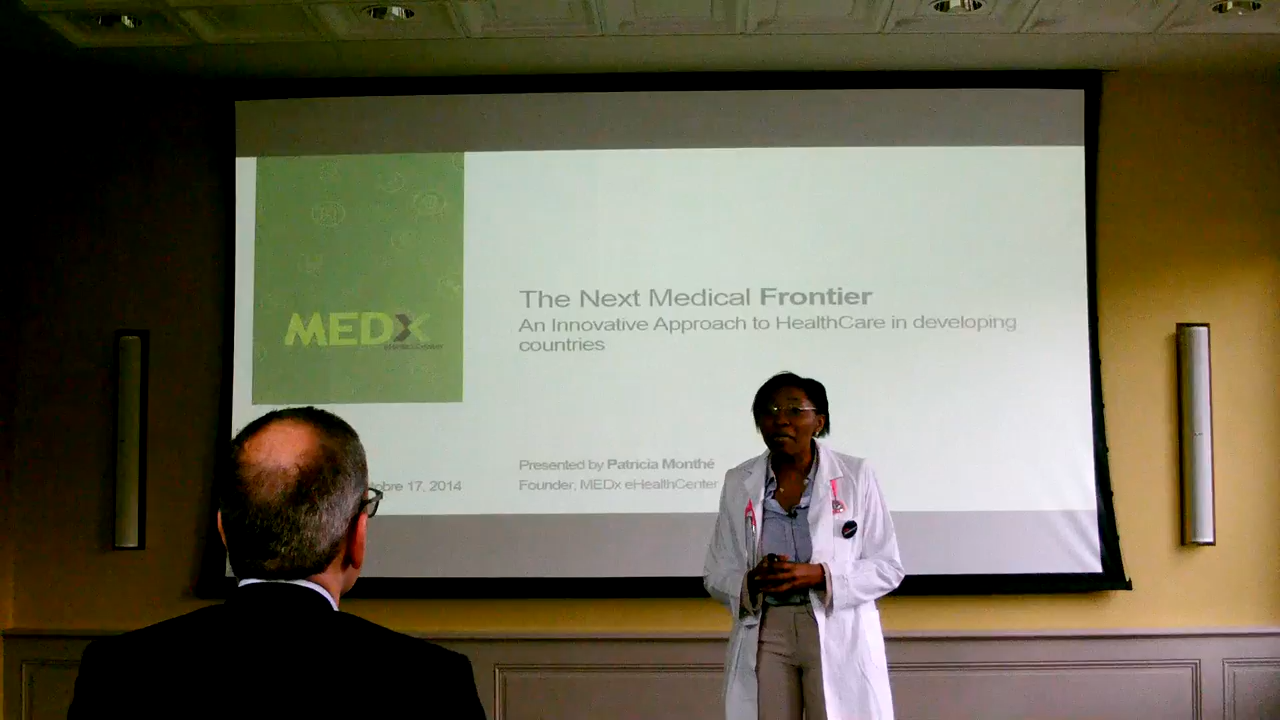 MEDX
The Next Medical Frontier
An Innovative Approach to HealthCare in developing
countries
Presented by Patricia Monthé
tobre 17, 2014
Founder, MEDx eHealthCenter